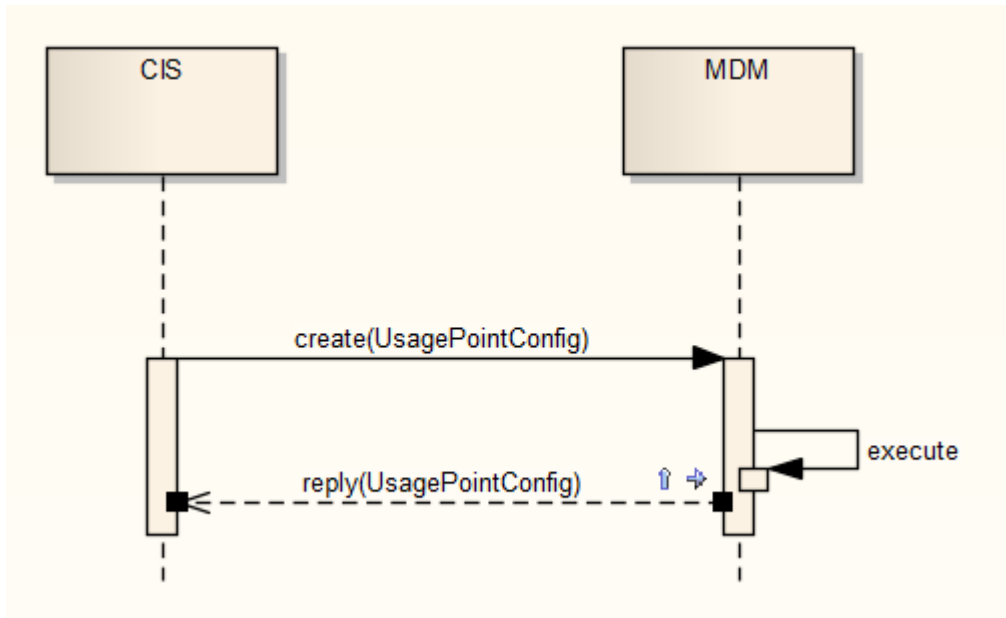 CIS
MDM
create(UsagePointConfig)
execute
reply(UsagePointConfig)